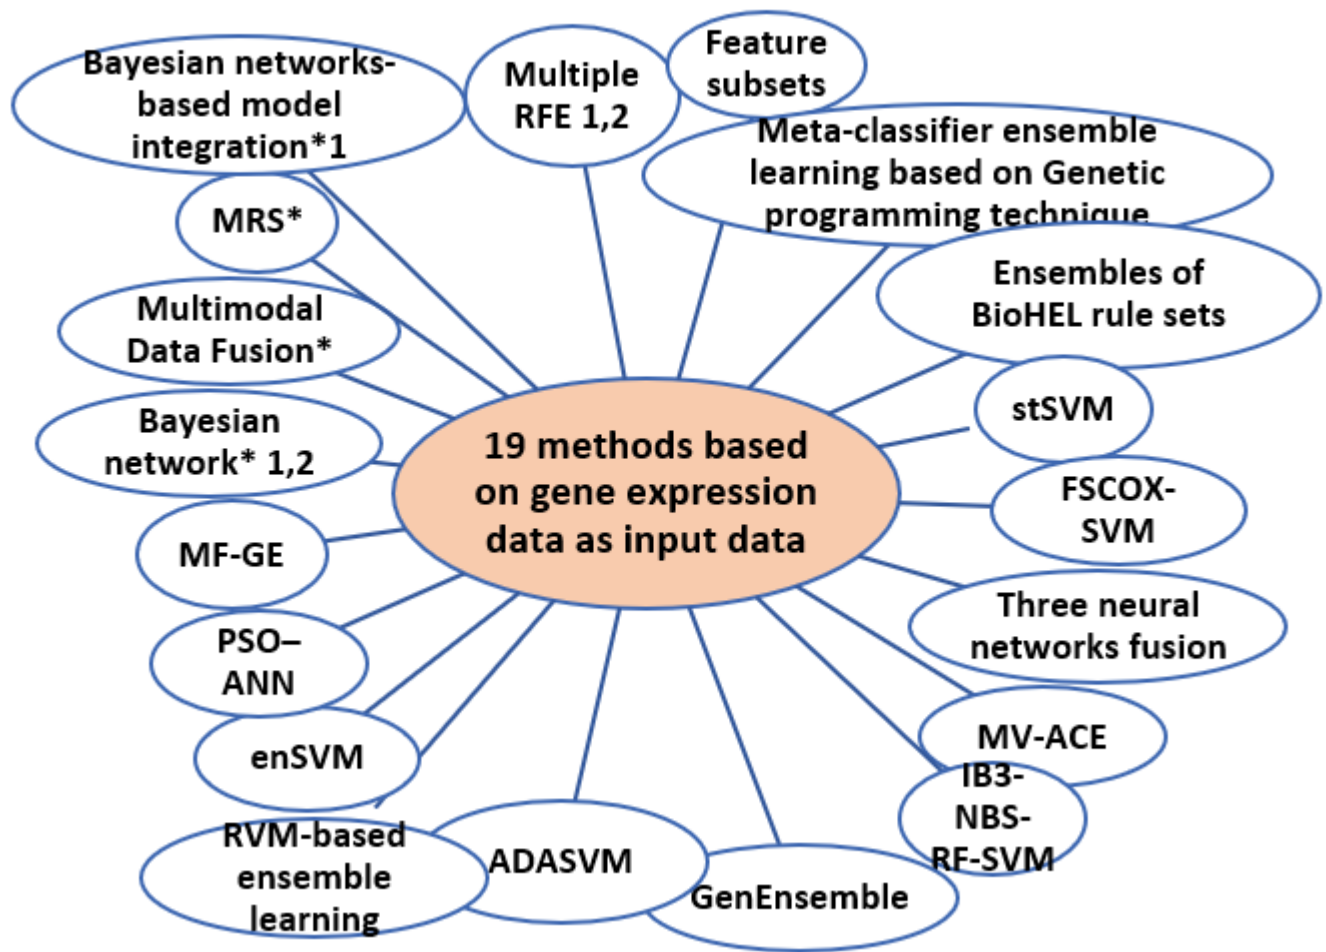 Bayesian networks-
based model
integration*1
Multiple
RFE 1,2
Feature
subsets
Meta-classifier ensemble
learning based on Genetic
programming technique
MRS*
Ensembles of
BioHEL rule sets
Multimodal
Data Fusion*
stSVM
Bayesian
network* 1,2
19 methods based
on gene expression
data as input data
FSCOX-
SVM
MF-GE
Three neural
networks fusion
PSO–
ANN
MV-ACE
enSVM
IB3-
NBS-
RF-SVM
RVM-based
ensemble
learning
ADASVM
GenEnsemble